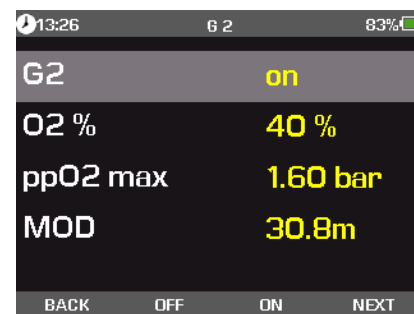 13:26 G 2 83%
G2 on
O2 % 40 %
ppO2 max 1.60 bar
MOD 30.8m
BACK OFF ON NEXT